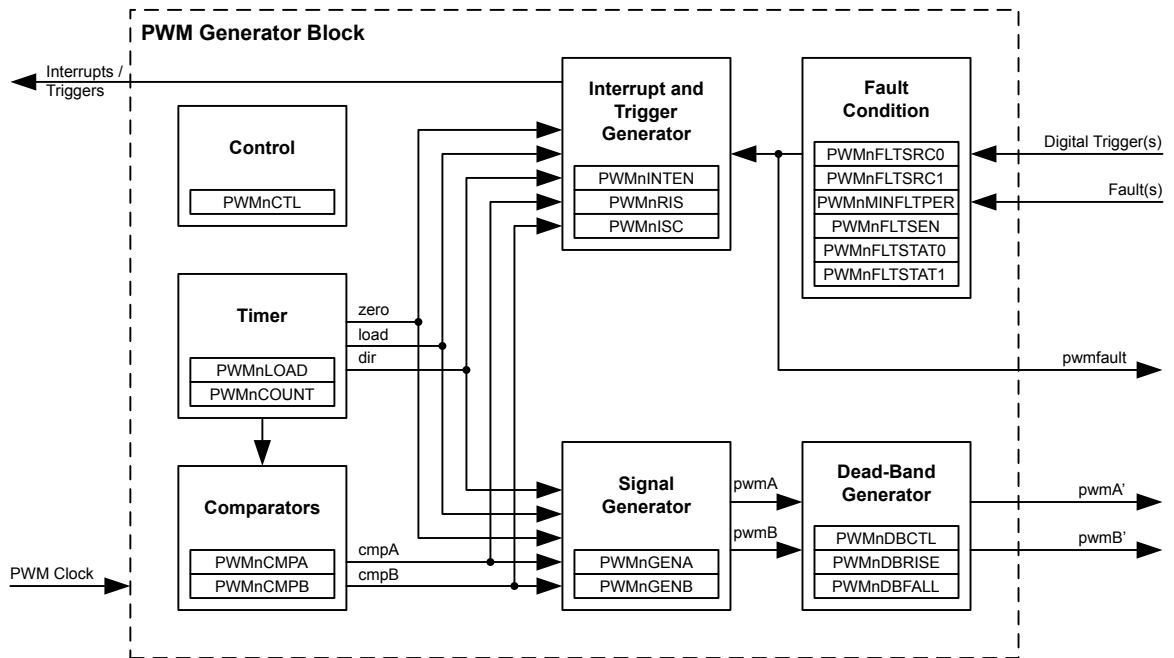 PWM Generator Block
Interrupts /
Triggers
Control
PWMnCTL
Interrupt and
Trigger
Generator
PWMnINTEN
PWMnRIS
PWMnISC
Fault
Condition
PWMnFLTSRC0
PWMnFLTSRC1
PWMnMINFLTPER
PWMnFLTSEN
PWMnFLTSTAT0
PWMnFLTSTAT1
Digital Trigger(s)
Fault(s)
Timer
PWMnLOAD
PWMnCOUNT
zero
load
dir
pwmfault
Comparators
PWMnCMPA
PWMnCMPB
cmpA
cmpB
Signal
Generator
PWMnGENA
PWMnGENB
pwmA
pwmB
Dead-Band
Generator
PWMnDBCTL
PWMnDBRISE
PWMnDBFALL
pwmA’
pwmB’
PWM Clock